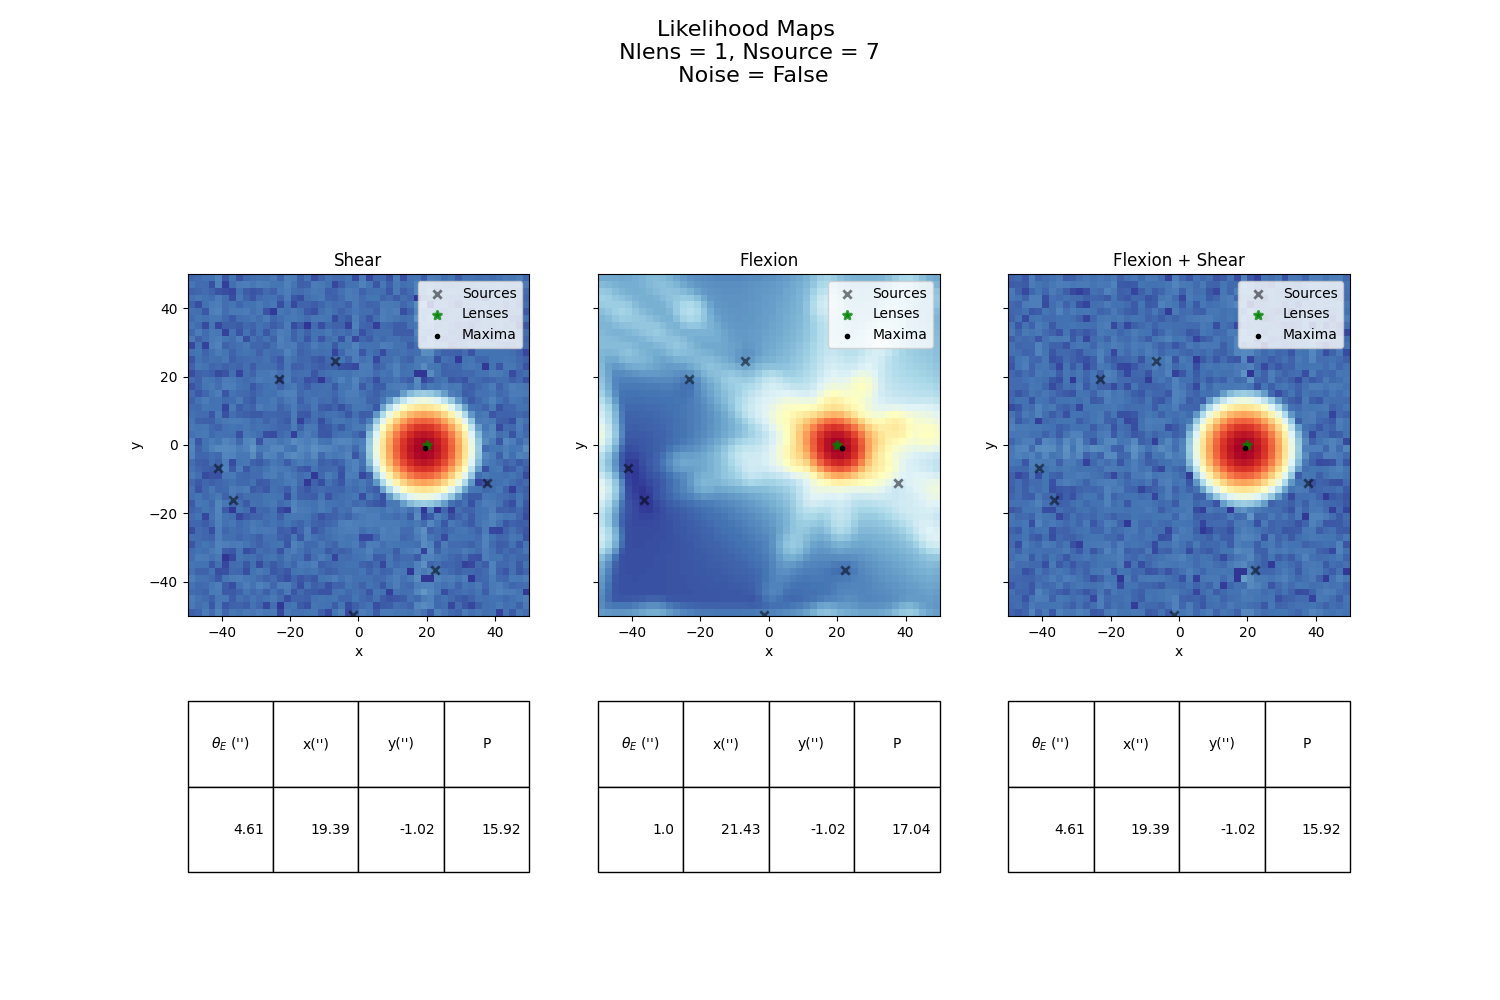 Likelihood Maps
Nlens = 1, Nsource = 7
Noise = False
Shear
Sources
Lenses
Maxima
40
20
0
−20
−40
y
−40 −20 0 20 40
x
Flexion
Sources
Lenses
Maxima
y
−40 −20 0 20 40
x
Flexion + Shear
Sources
Lenses
Maxima
y
−40 −20 0 20 40
x
θ_E ('') x('') y('') P
4.61 19.39 -1.02 15.92
θ_E ('') x('') y('') P
1.0 21.43 -1.02 17.04
θ_E ('') x('') y('') P
4.61 19.39 -1.02 15.92